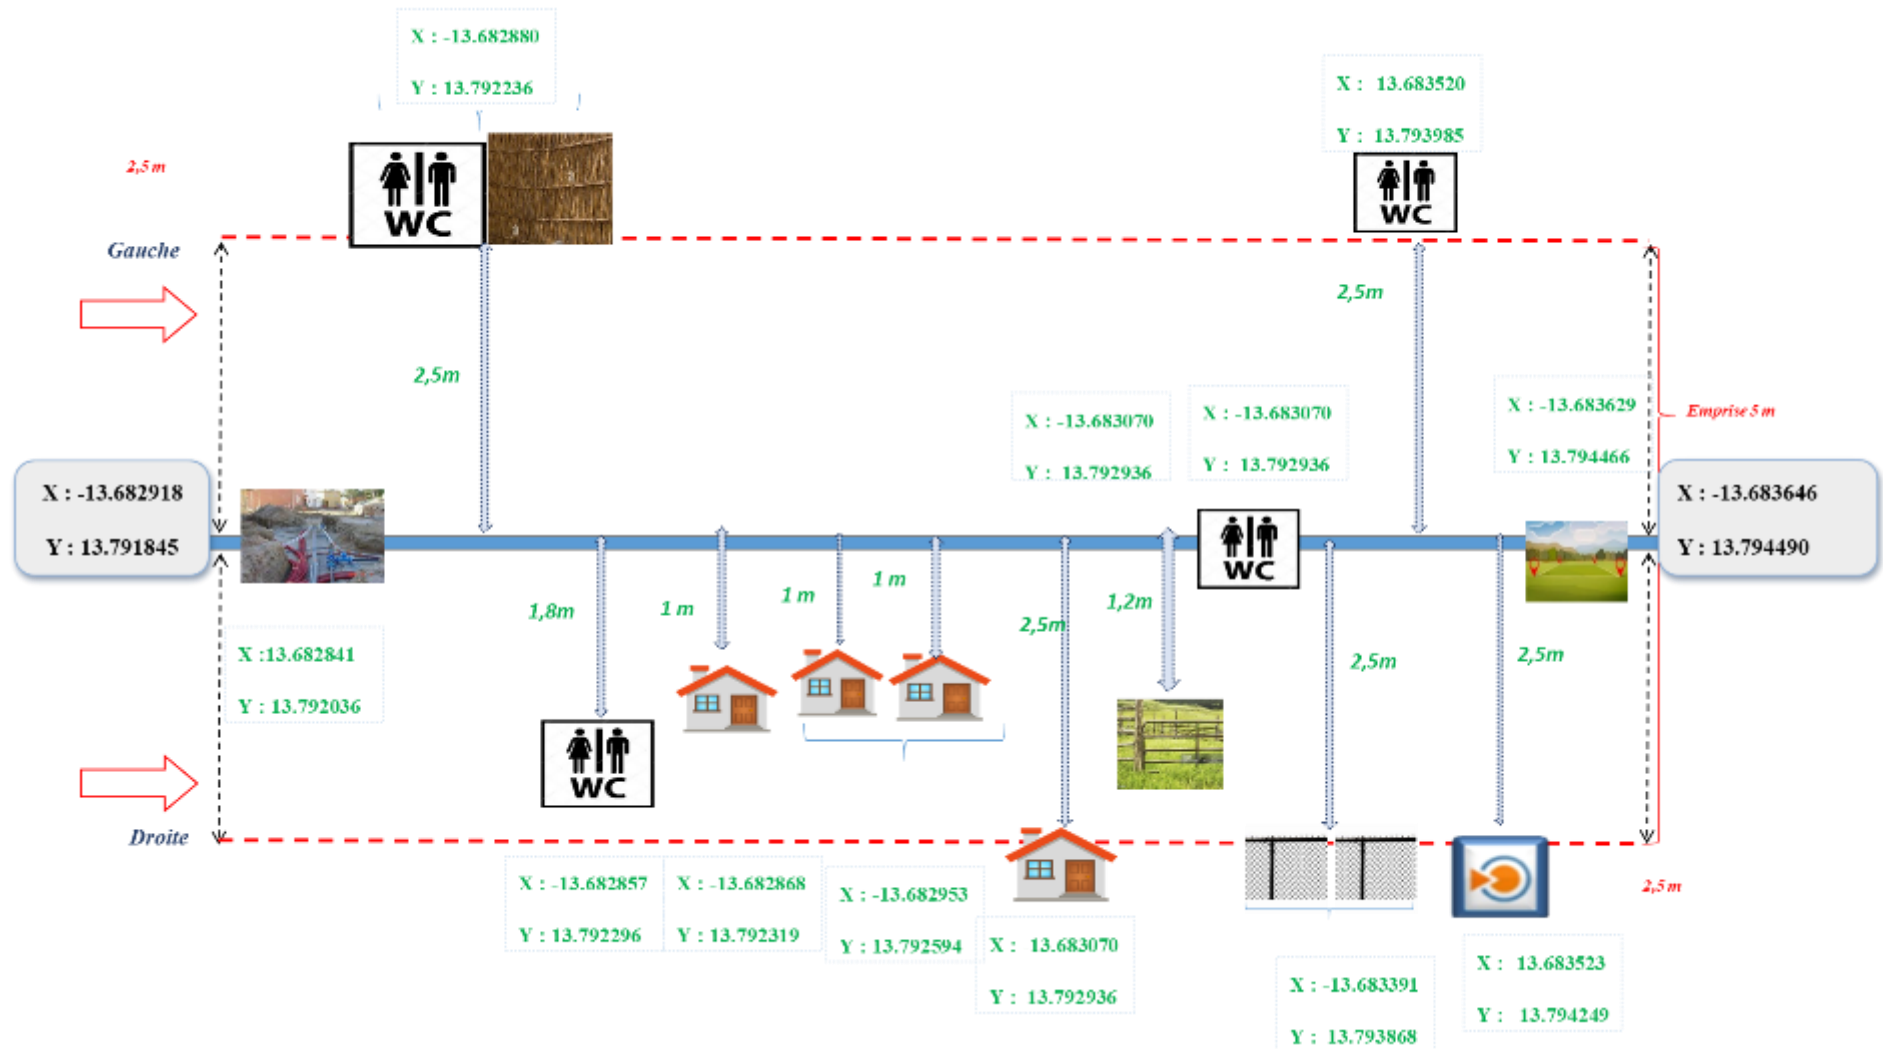 X : -13.682880
Y : 13.792236
X : 13.683520
Y : 13.793985
2,5 m
WC
WC
Gauche
2,5m
2,5m
X : -13.683070
Y : 13.792936
X : -13.683070
Y : 13.792936
X : -13.683629
Y : 13.794466
Emprise 5 m
X : -13.682918
Y : 13.791845
WC
X : -13.683646
Y : 13.794490
1,8m
1 m
1 m
1 m
2,5m
1,2m
2,5m
2,5m
X :13.682841
Y : 13.792036
WC
Droite
X : -13.682857
Y : 13.792296
X : -13.682868
Y : 13.792319
X : -13.682953
Y : 13.792594
X : 13.683070
Y : 13.792936
2,5 m
X : -13.683391
Y : 13.793868
X : 13.683523
Y : 13.794249